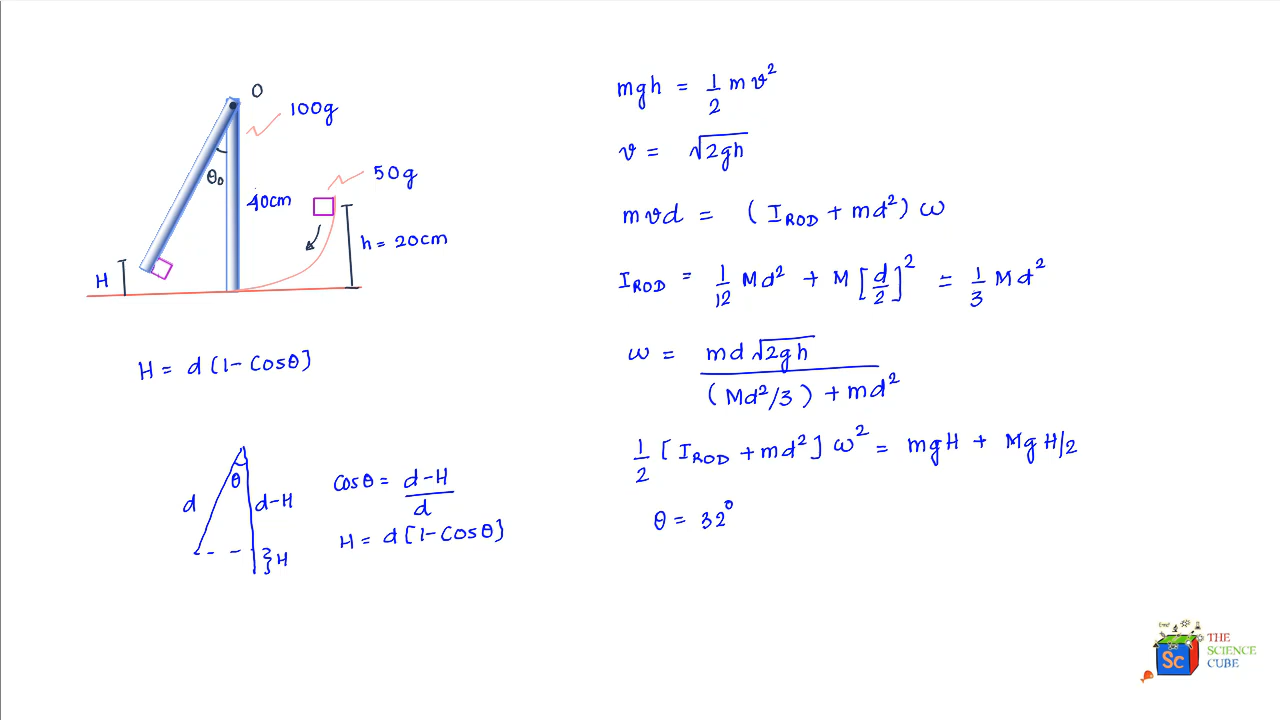 O
100g
θ₀
50g
40cm
h = 20cm
H
H = d [1 - Cosθ]
θ
d
d-H
H
Cosθ = d-H / d
H = d [1 - Cosθ]
mgh = 1/2 m v²
v = √2gh
mvd = (I_ROD + md²) ω
I_ROD = 1/12 Md² + M [d/2]² = 1/3 Md²
ω = md √2gh / (Md²/3) + md²
1/2 [I_ROD + md²] ω² = mgH + MgH/2
θ = 32°
Sc
THE
SCIENCE
CUBE